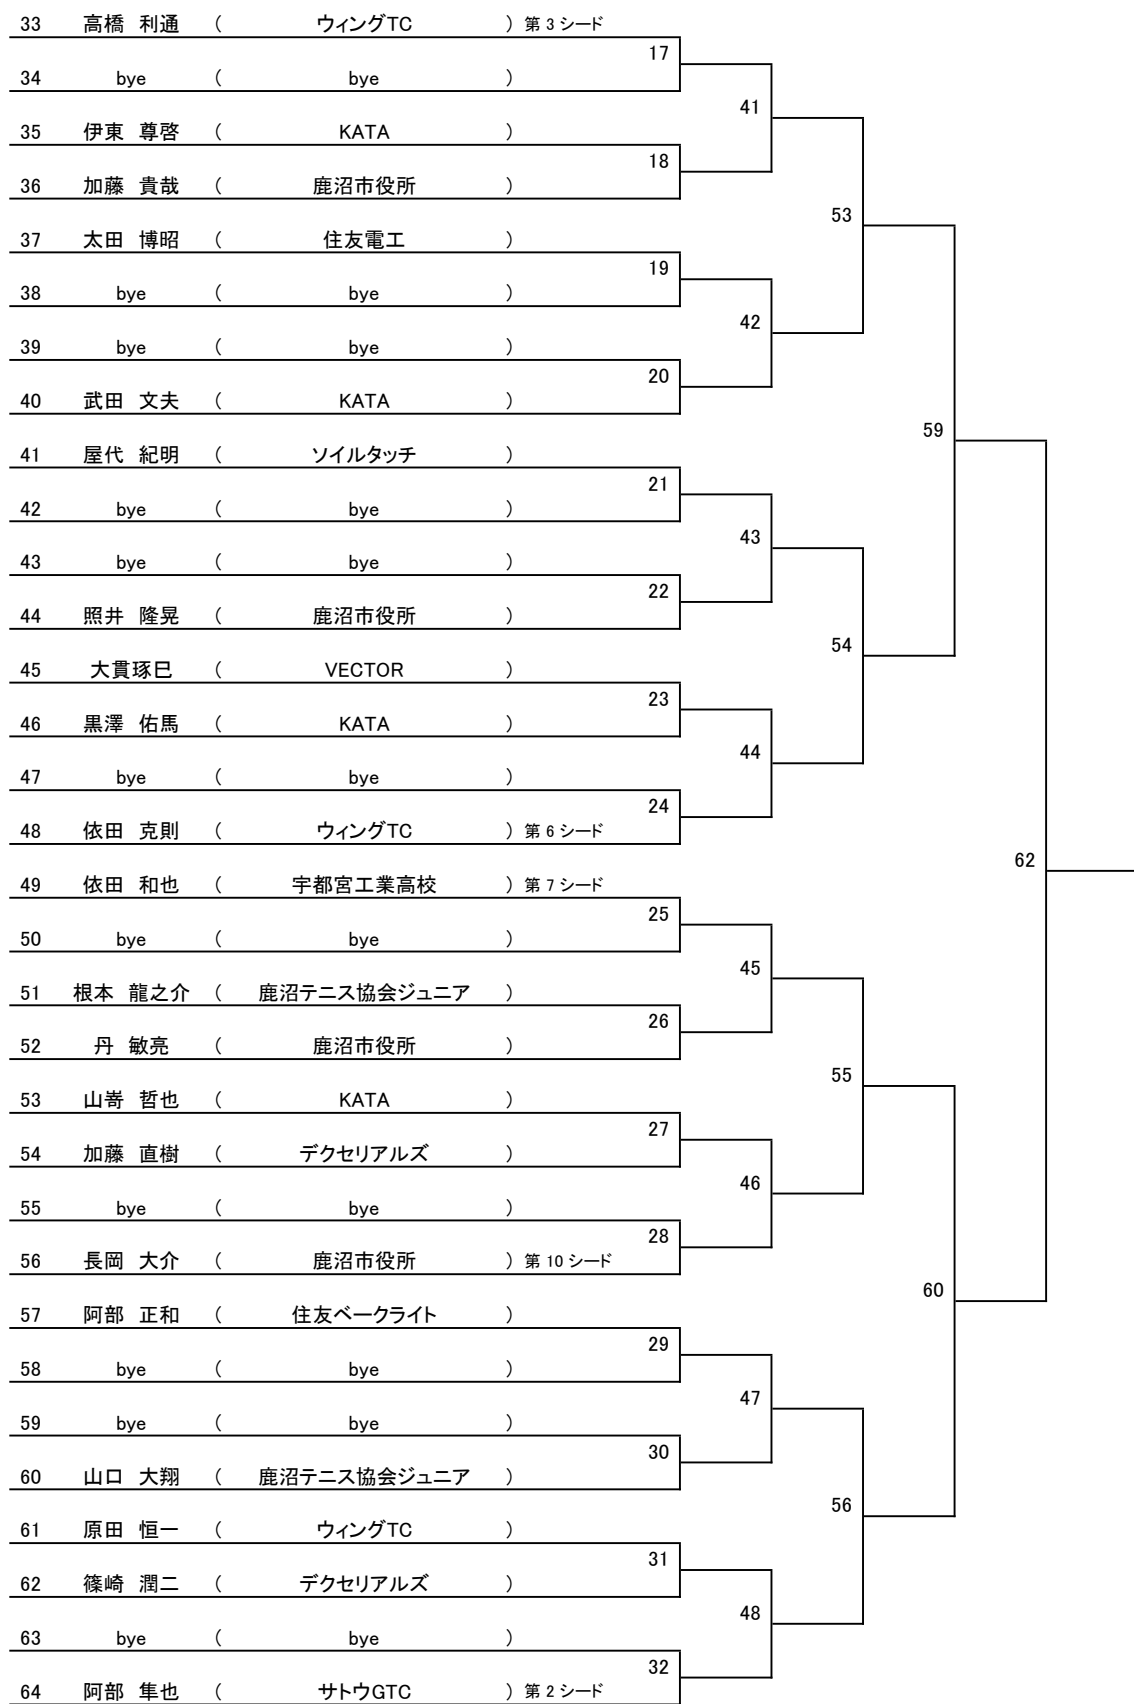 33 高橋 利通 ( ウィングTC ) 第 3 シード
17
34 bye ( bye )
41
35 伊東 尊啓 ( KATA )
18
36 加藤 貴哉 ( 鹿沼市役所 )
53
37 太田 博昭 ( 住友電工 )
19
38 bye ( bye )
42
39 bye ( bye )
20
40 武田 文夫 ( KATA )
59
41 屋代 紀明 ( ソイルタッチ )
21
42 bye ( bye )
43
43 bye ( bye )
22
44 照井 隆晃 ( 鹿沼市役所 )
54
45 大貫琢巳 ( VECTOR )
23
46 黒澤 佑馬 ( KATA )
44
47 bye ( bye )
24
48 依田 克則 ( ウィングTC ) 第 6 シード
62
49 依田 和也 ( 宇都宮工業高校 ) 第 7 シード
25
50 bye ( bye )
45
51 根本 龍之介 ( 鹿沼テニス協会ジュニア )
26
52 丹 敏亮 ( 鹿沼市役所 )
55
53 山嵜 哲也 ( KATA )
27
54 加藤 直樹 ( デクセリアルズ )
46
55 bye ( bye )
28
56 長岡 大介 ( 鹿沼市役所 ) 第 10 シード
60
57 阿部 正和 ( 住友ベークライト )
29
58 bye ( bye )
47
59 bye ( bye )
30
60 山口 大翔 ( 鹿沼テニス協会ジュニア )
56
61 原田 恒一 ( ウィングTC )
31
62 篠崎 潤二 ( デクセリアルズ )
48
63 bye ( bye )
32
64 阿部 隼也 ( サトウGTC ) 第 2 シード